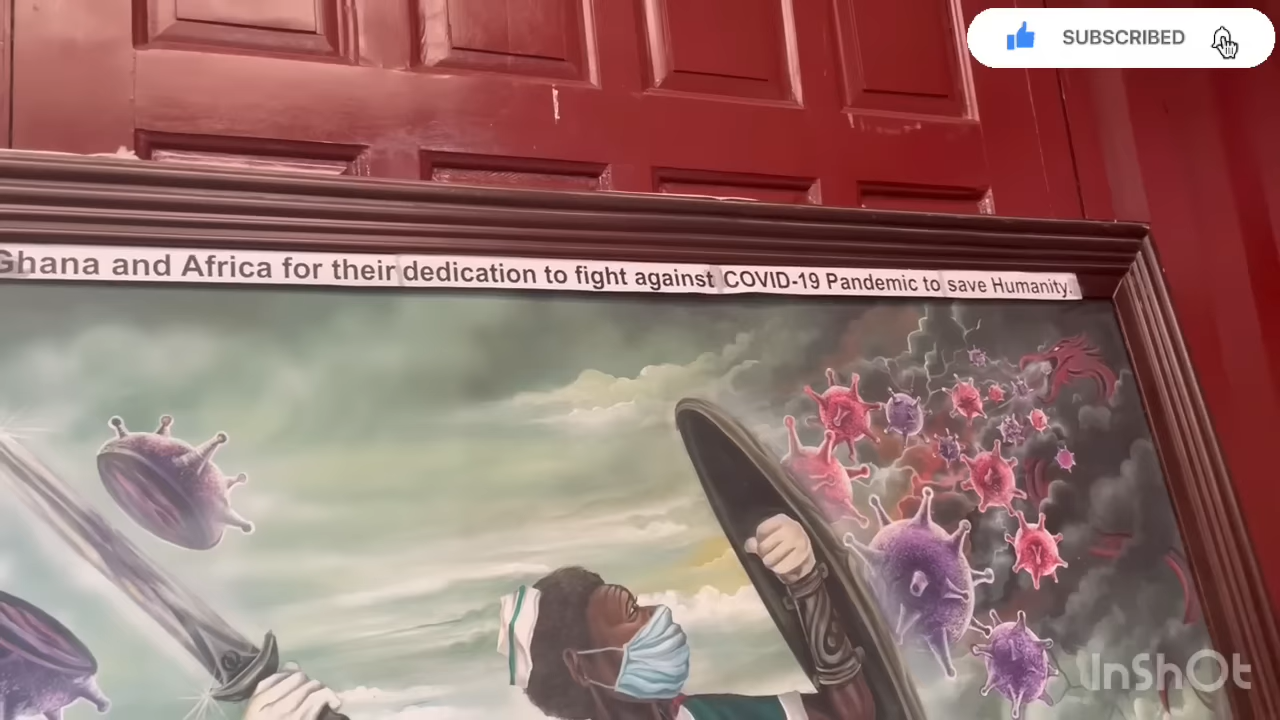 SUBSCRIBED
Ghana and Africa for their dedication to fight against COVID-19 Pandemic to save Humanity.
InShOt